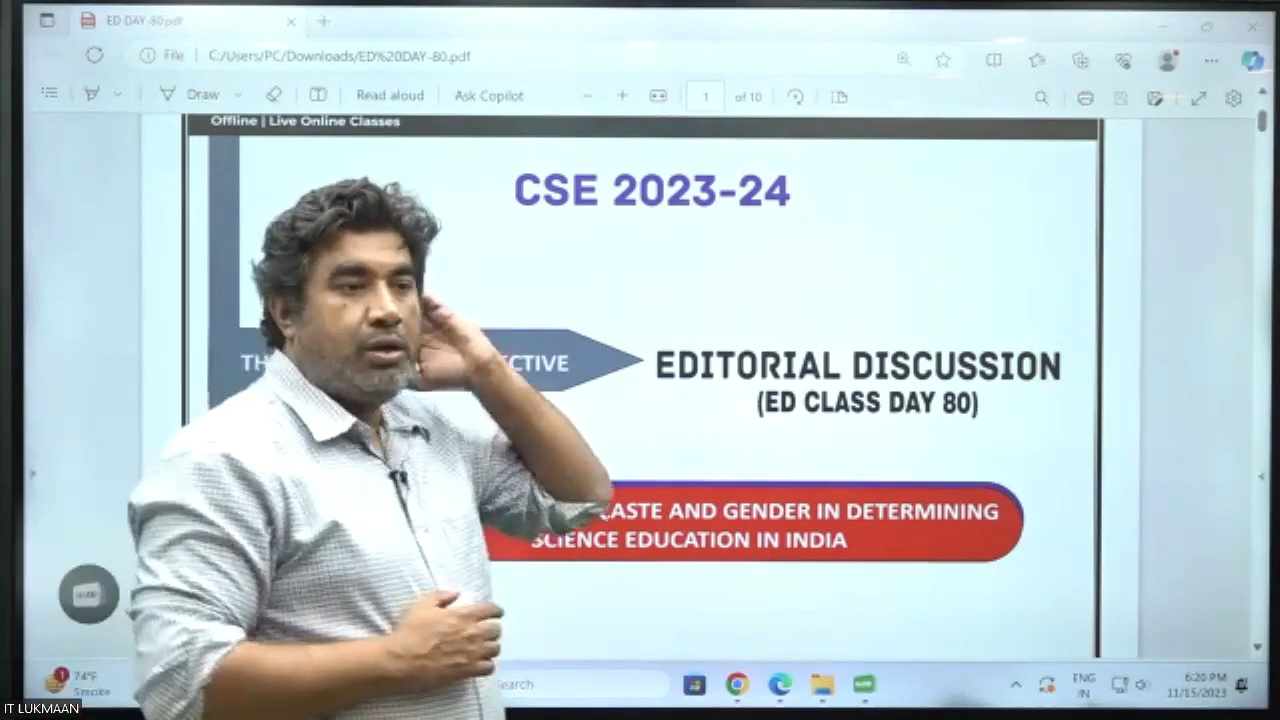 ED DAY-80.pdf
File
C:/Users/PC/Downloads/ED%20DAY-80.pdf
Draw
Read aloud
Ask Copilot
1
of 10
Offline | Live Online Classes
CSE 2023-24
TH
CTIVE
EDITORIAL DISCUSSION
(ED CLASS DAY 80)
CASTE AND GENDER IN DETERMINING
SCIENCE EDUCATION IN INDIA
1
74°F
Smoke
Search
ENG
IN
6:20 PM
11/15/2023
IT LUKMAAN